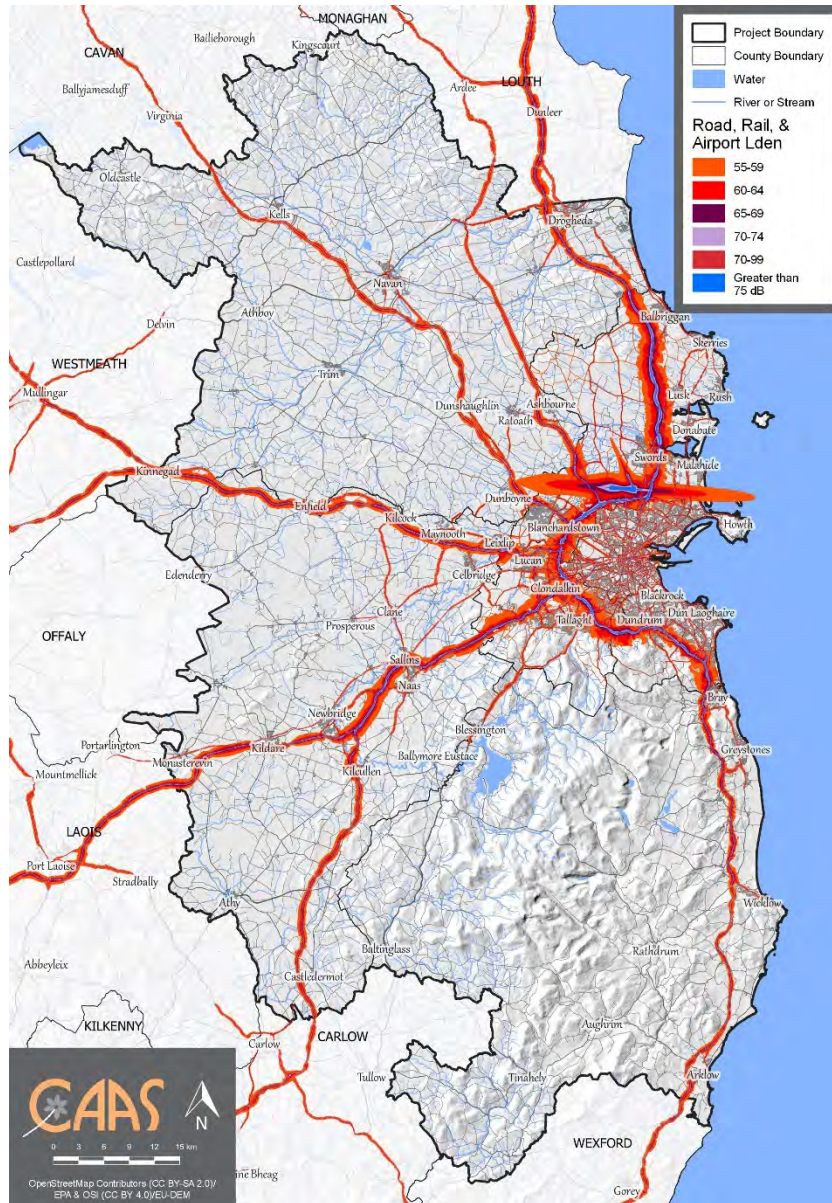 MONAGHAN
Bailieborough
Kingscourt
CAVAN
Ballyjamesduff
Virginia
Ardee
LOUTH
Dunleer
Oldcastle
Kells
Drogheda
Castlepollard
Navan
Athboy
Delvin
Balbriggan
Skerries
WESTMEATH
Mullingar
Trim
Dunshaughlin
Ratoath
Ashbourne
Lusk
Rush
Donabate
Swords
Malahide
Kinnegad
Enfield
Kilcock
Maynooth
Leixlip
Dunboyne
Blanchardstown
Howth
Lucan
Celbridge
Edenderry
Clondalkin
Blackrock
Dun Laoghaire
Clane
Prosperous
Tallaght
Dundrum
OFFALY
Sallins
Naas
Bray
Newbridge
Blessington
Greystones
Portarlington
Monasterevin
Kildare
Kilcullen
Ballymore Eustace
Mountmellick
LAOIS
Port Laoise
Stradbally
Athy
Wicklow
Baltinglass
Rathdrum
Abbeyleix
Castledermot
Aughrim
KILKENNY
CARLOW
Carlow
Tullow
Tinahely
Arklow
WEXFORD
Gorey
ine Bheag
Project Boundary
County Boundary
Water
River or Stream
Road, Rail, &
Airport Lden
55-59
60-64
65-69
70-74
70-99
Greater than
75 dB
CAAS
N
0 3 6 9 12 15 km
OpenStreetMap Contributors (CC BY-SA 2.0)/
EPA & OSI (CC BY 4.0)/EU-DEM